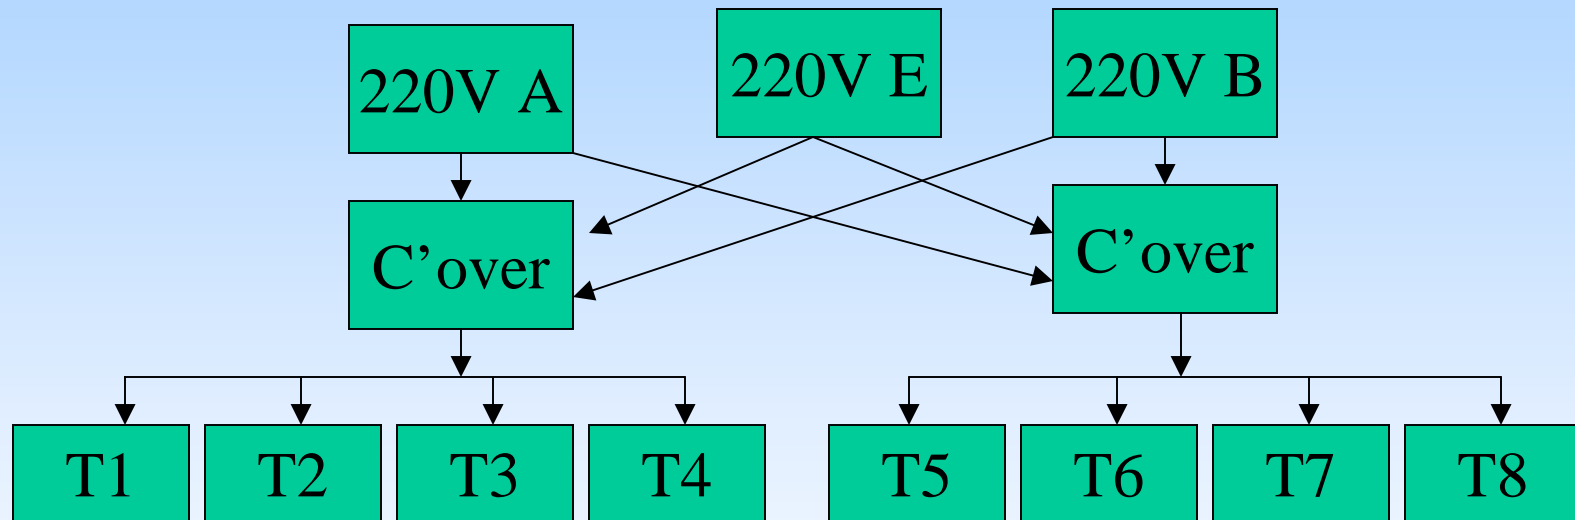 220V A
220V E
220V B
C’over
C’over
T1
T2
T3
T4
T5
T6
T7
T8